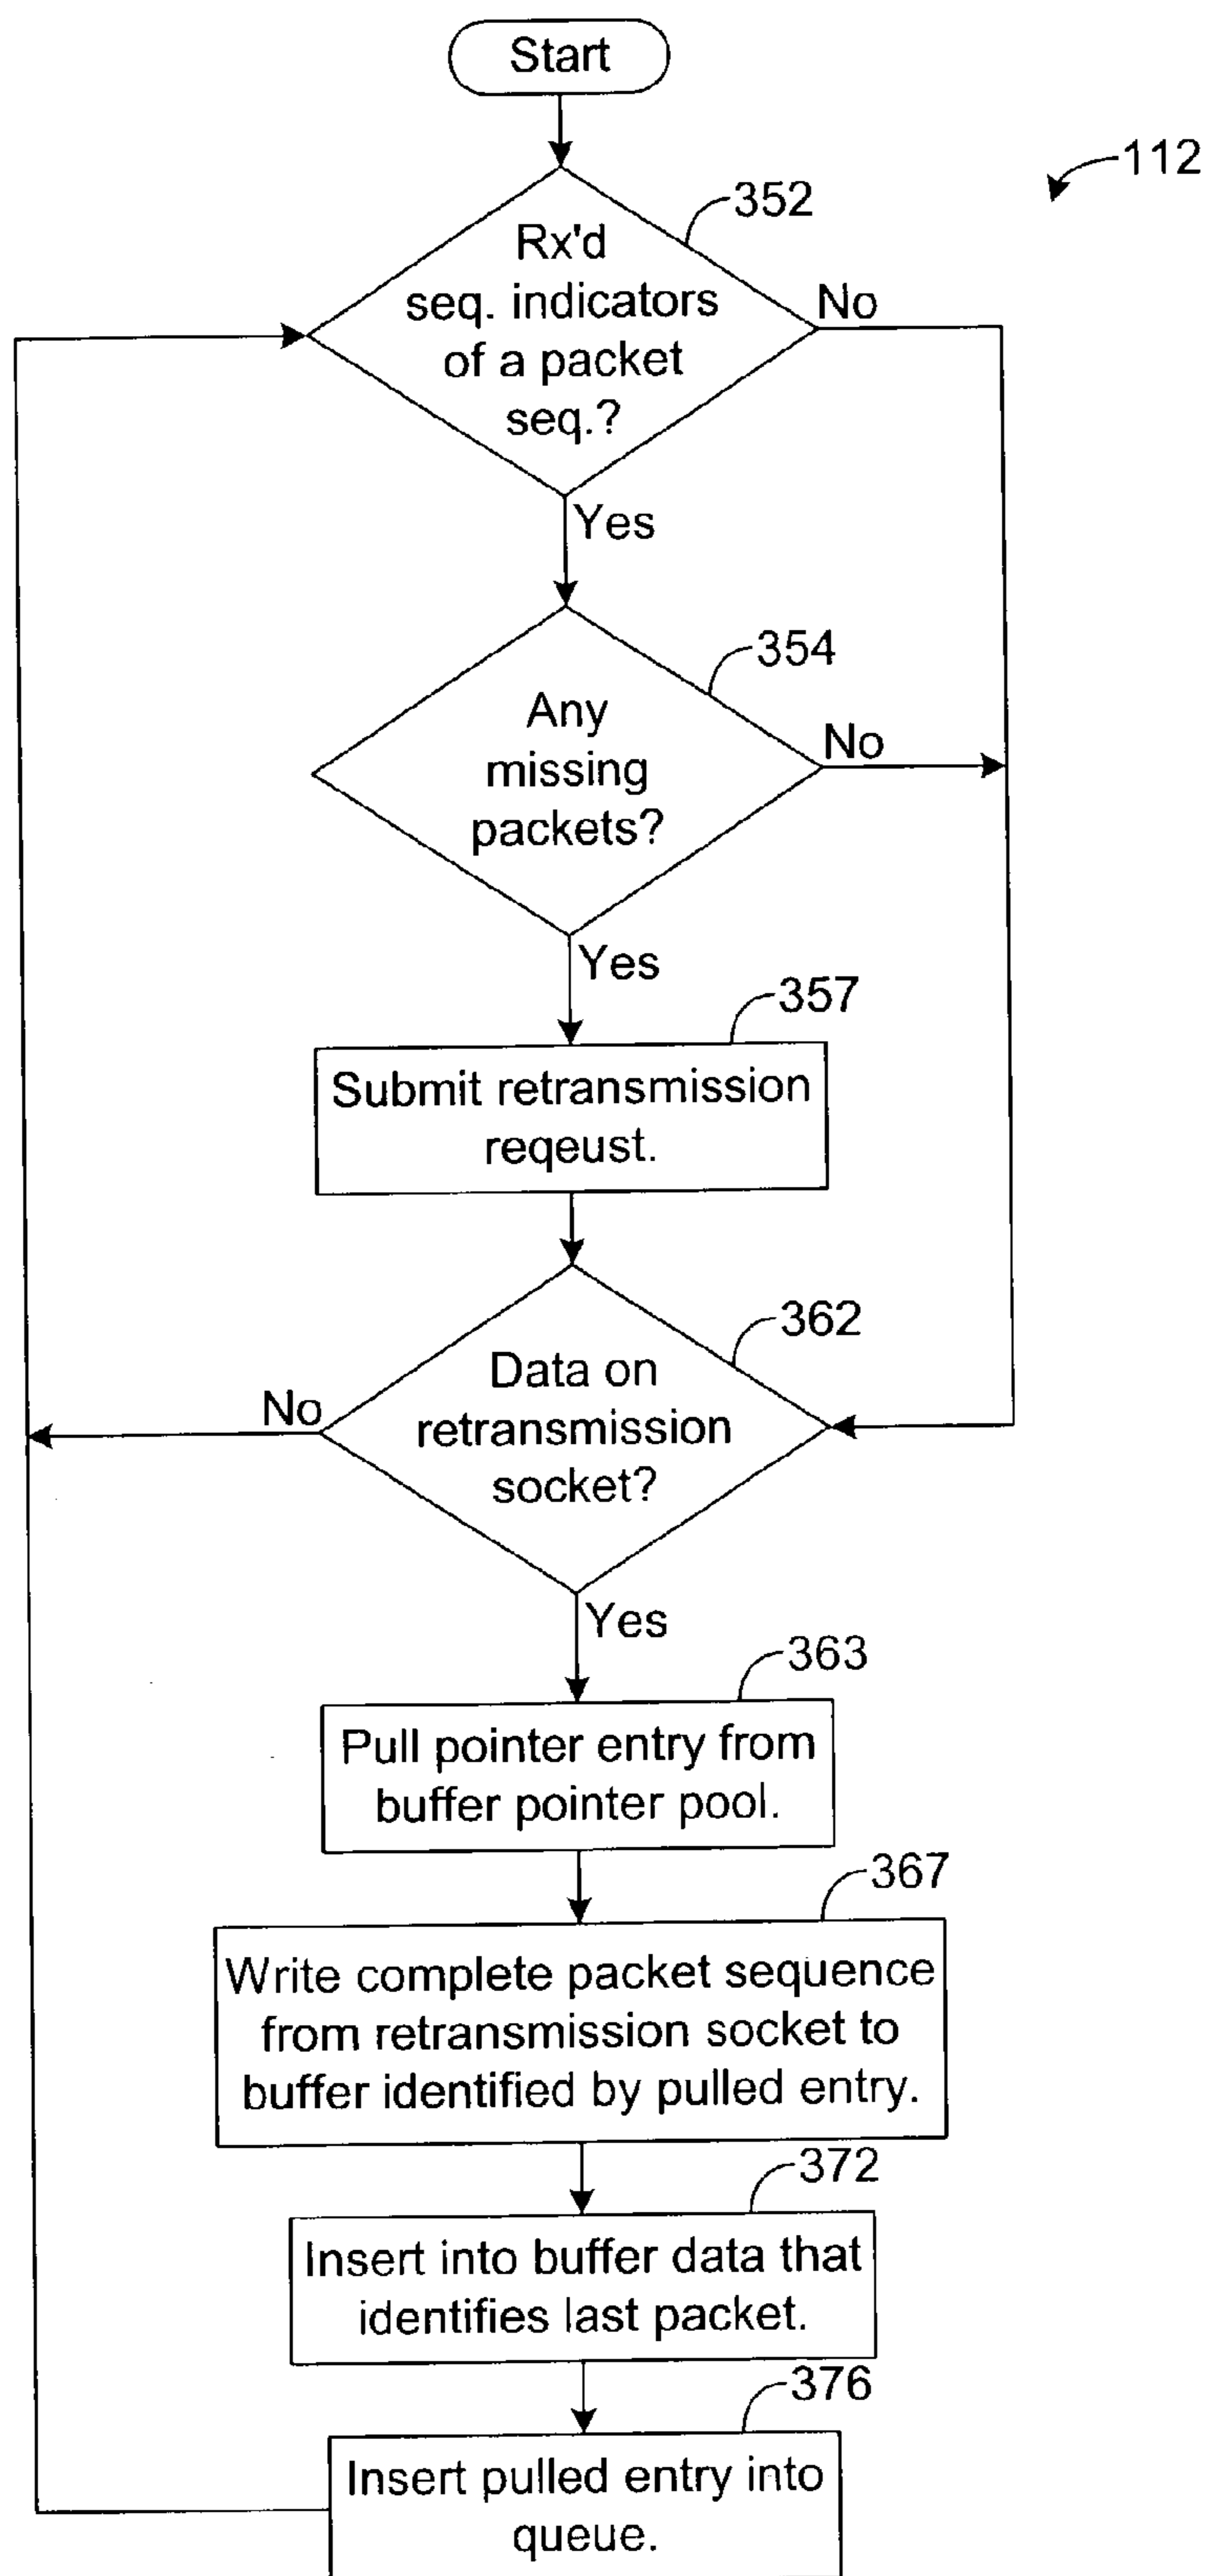 Start
112
352
Rx'd
seq. indicators
of a packet
seq.?
No
Yes
354
Any
missing
packets?
No
Yes
357
Submit retransmission
reqeust.
362
Data on
retransmission
socket?
No
Yes
363
Pull pointer entry from
buffer pointer pool.
367
Write complete packet sequence
from retransmission socket to
buffer identified by pulled entry.
372
Insert into buffer data that
identifies last packet.
376
Insert pulled entry into
queue.